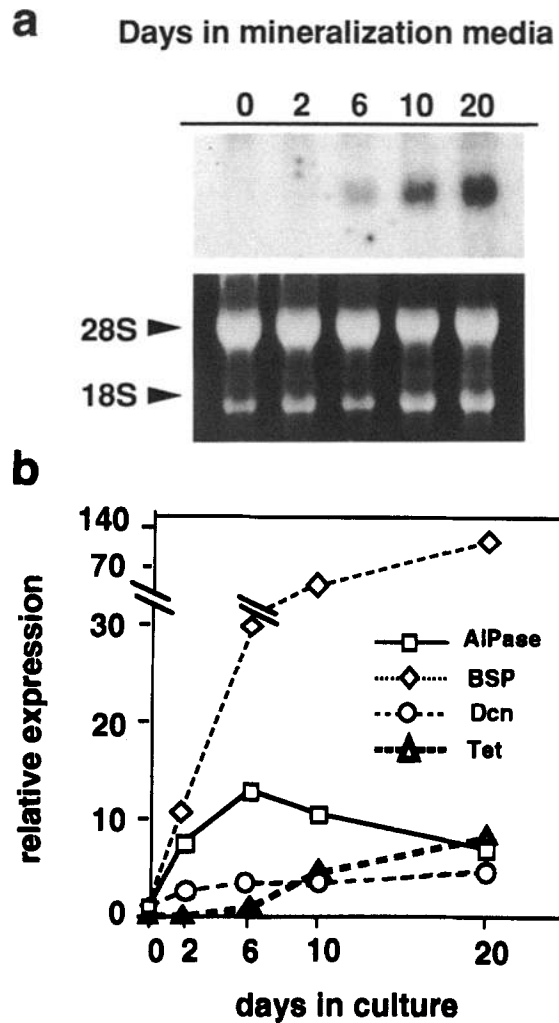 a
Days in mineralization media
0 2 6 10 20
28S
18S
b
140
70
30
20
10
0
relative expression
AlPase
BSP
Dcn
Tet
0 2 6 10 20
days in culture